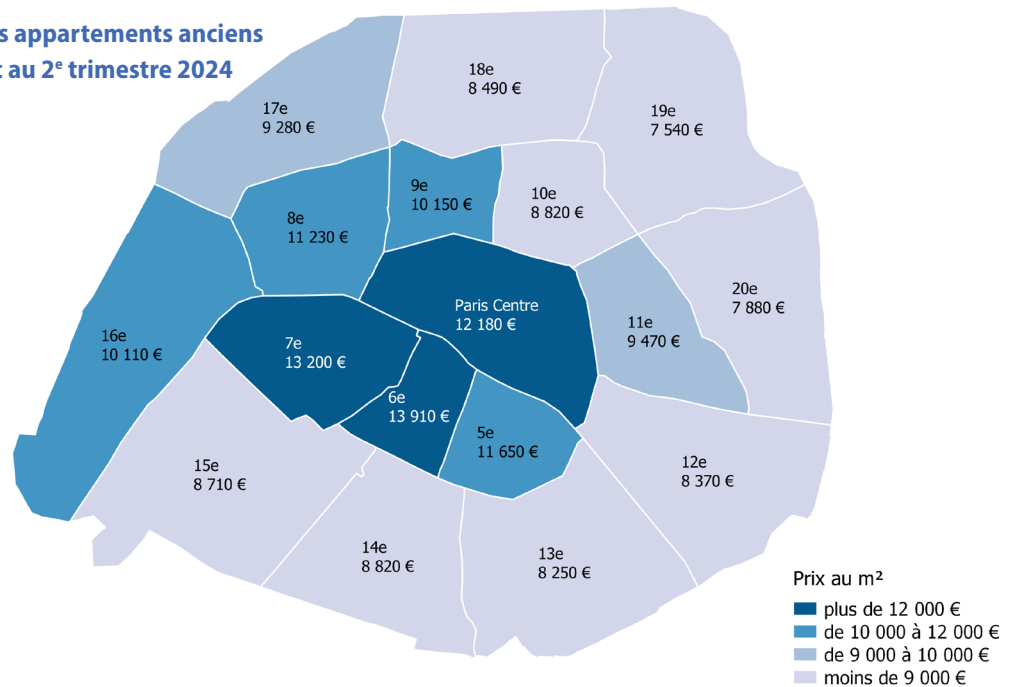 s appartements anciens
au 2e trimestre 2024
18e
8 490 €
17e
9 280 €
19e
7 540 €
9e
10 150 €
10e
8 820 €
8e
11 230 €
20e
7 880 €
Paris Centre
12 180 €
11e
9 470 €
16e
10 110 €
7e
13 200 €
6e
13 910 €
5e
11 650 €
15e
8 710 €
12e
8 370 €
14e
8 820 €
13e
8 250 €
Prix au m²
plus de 12 000 €
de 10 000 à 12 000 €
de 9 000 à 10 000 €
moins de 9 000 €